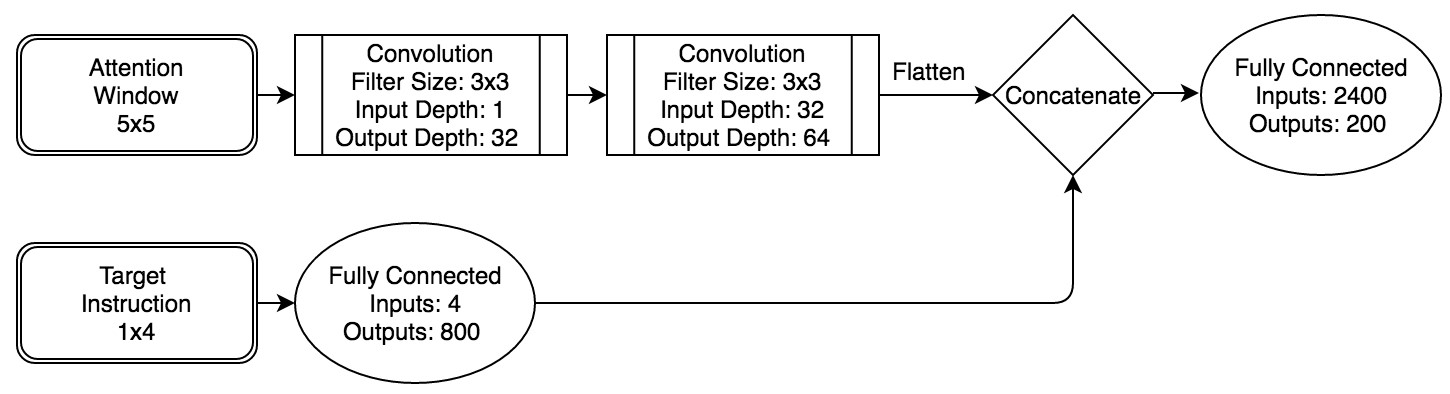 Attention
Window
5x5
Convolution
Filter Size: 3x3
Input Depth: 1
Output Depth: 32
Convolution
Filter Size: 3x3
Input Depth: 32
Output Depth: 64
Flatten
Concatenate
Fully Connected
Inputs: 2400
Outputs: 200
Target
Instruction
1x4
Fully Connected
Inputs: 4
Outputs: 800